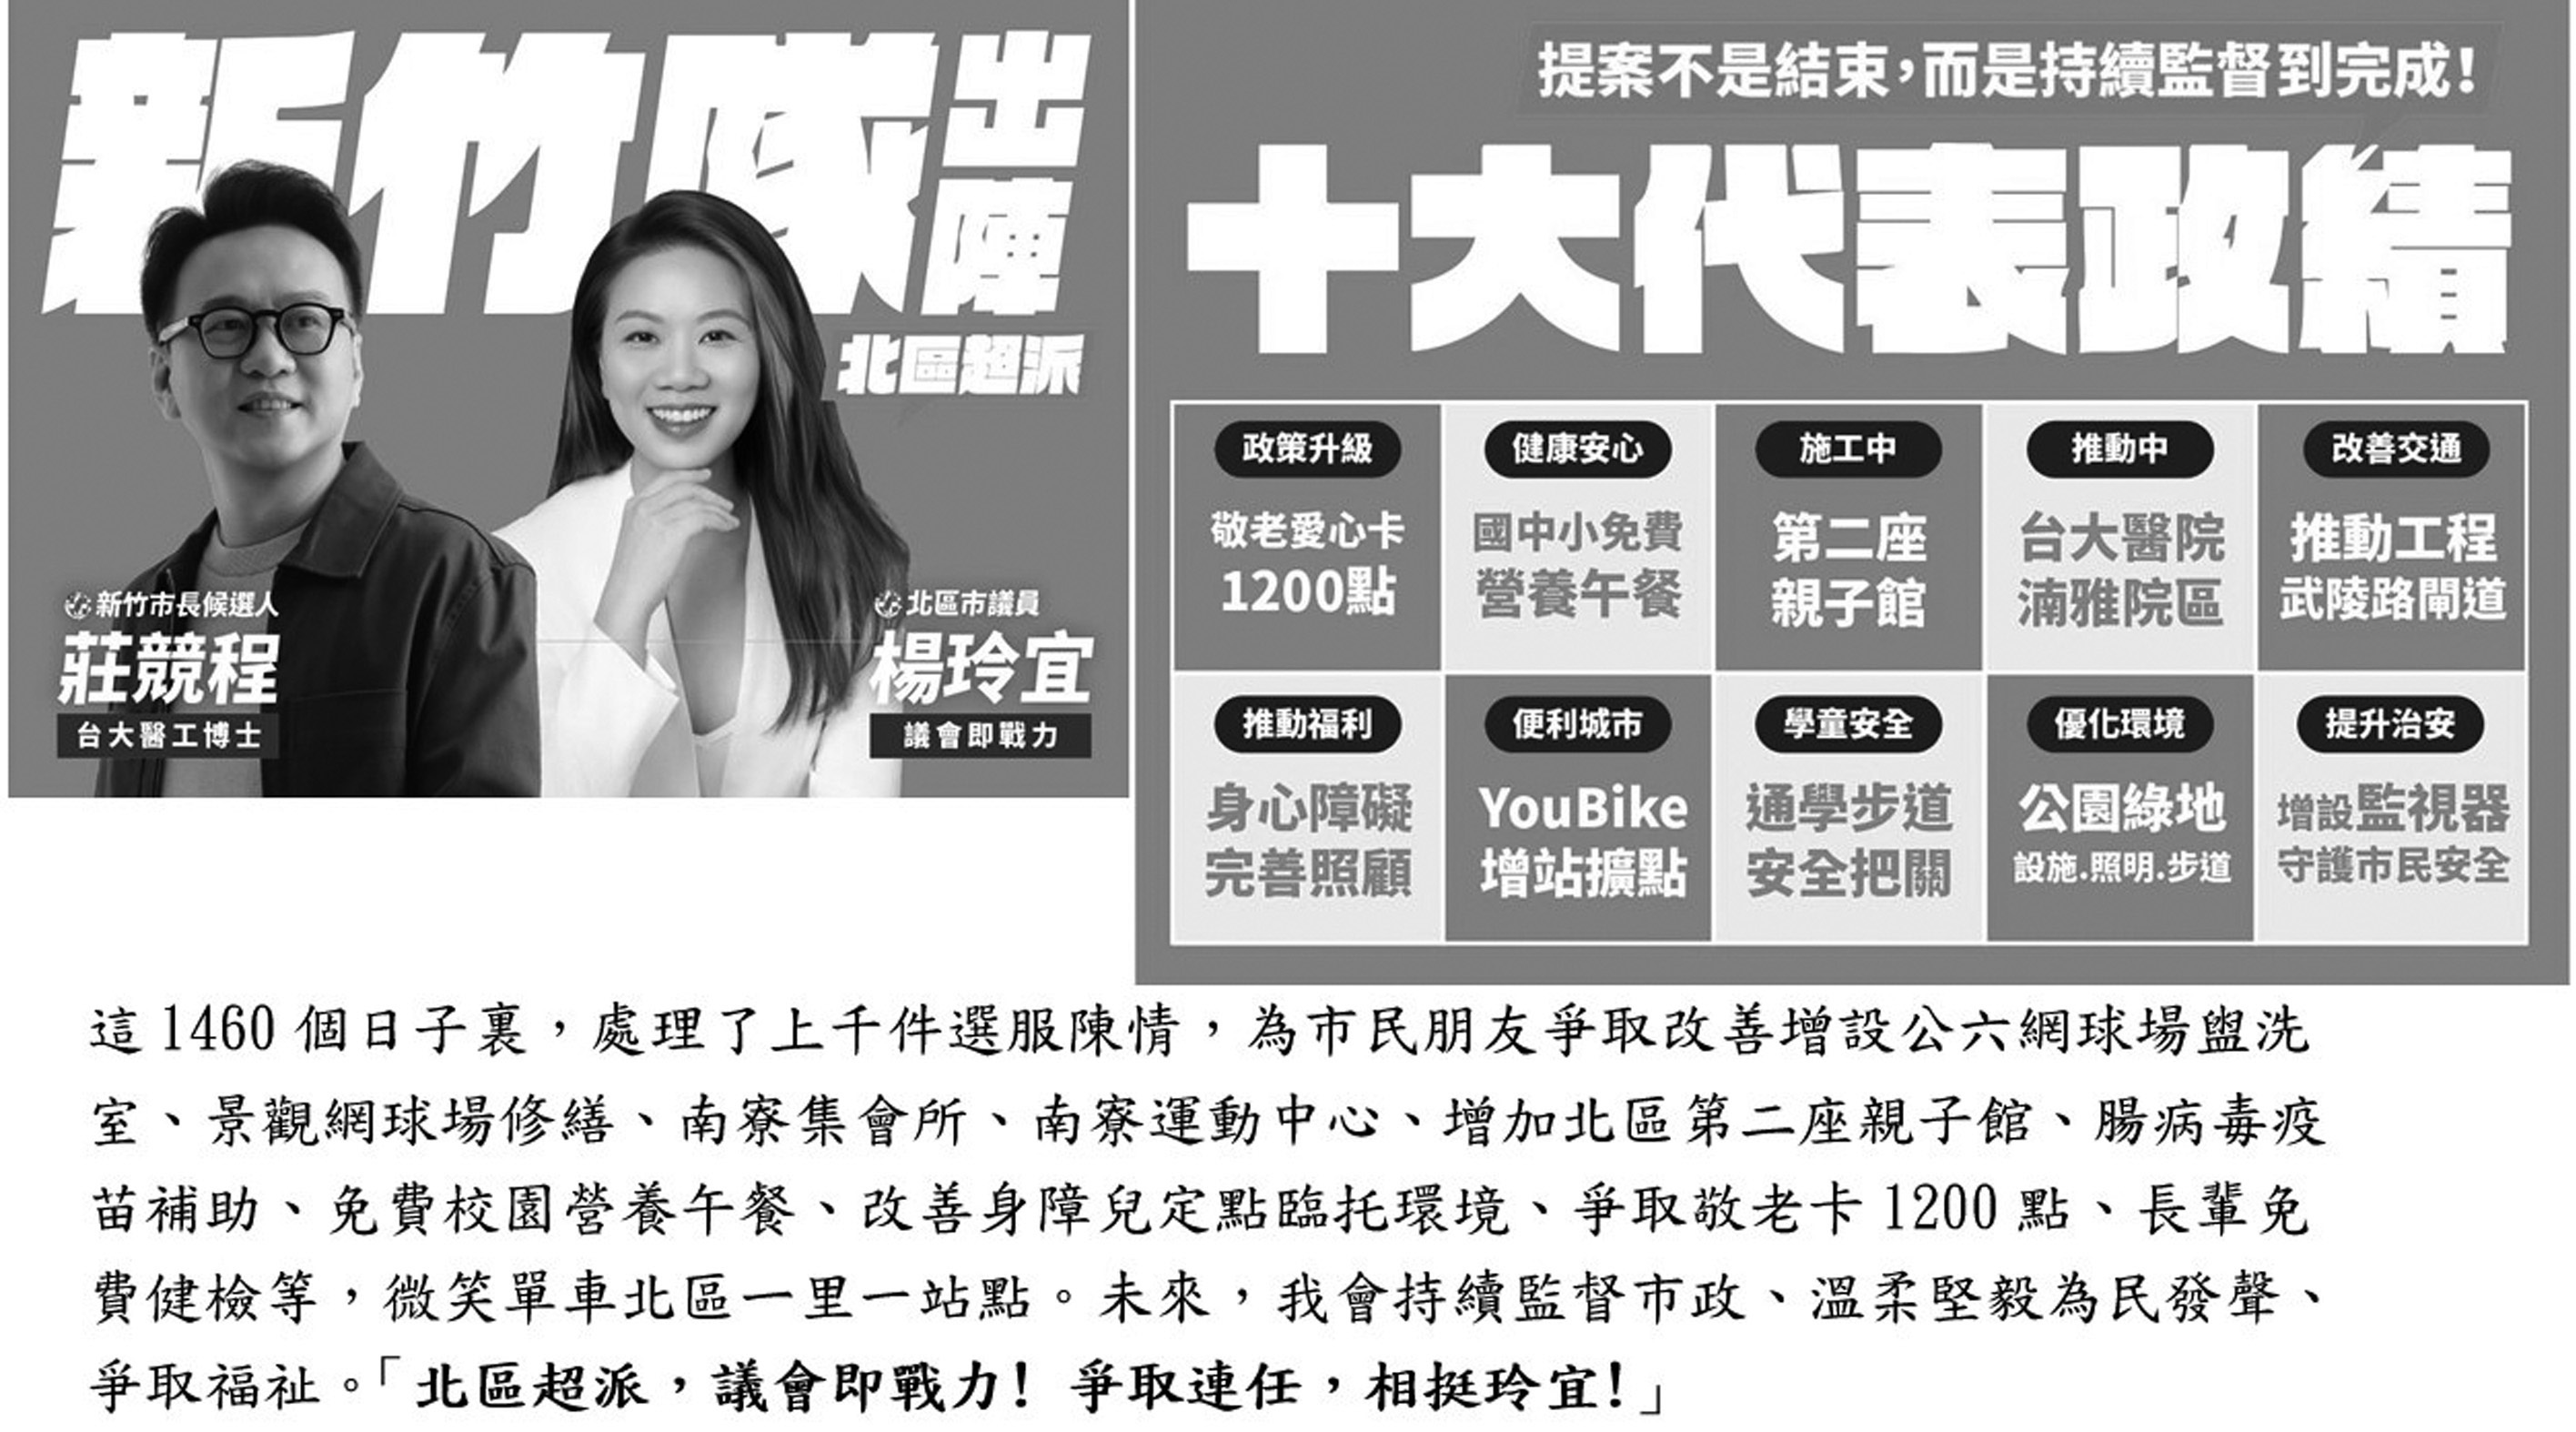 新竹隊
出陣
北區超派
新竹市長候選人
莊競程
台大醫工博士
北區市議員
楊玲宜
議會即戰力
提案不是結束，而是持續監督到完成！
十大代表政績
政策升級
敬老愛心卡
1200點
健康安心
國中小免費
營養午餐
施工中
第二座
親子館
推動中
台大醫院
湳雅院區
改善交通
推動工程
武陵路閘道
推動福利
身心障礙
完善照顧
便利城市
YouBike
增站擴點
學童安全
通學步道
安全把關
優化環境
公園綠地
設施.照明.步道
提升治安
增設監視器
守護市民安全
這1460個日子裏，處理了上千件選服陳情，為市民朋友爭取改善增設公六網球場盥洗
室、景觀網球場修繕、南寮集會所、南寮運動中心、增加北區第二座親子館、腸病毒疫
苗補助、免費校園營養午餐、改善身障兒定點臨托環境、爭取敬老卡1200點、長輩免
費健檢等，微笑單車北區一里一站點。未來，我會持續監督市政、溫柔堅毅為民發聲、
爭取福祉。「北區超派，議會即戰力！爭取連任，相挺玲宜！」